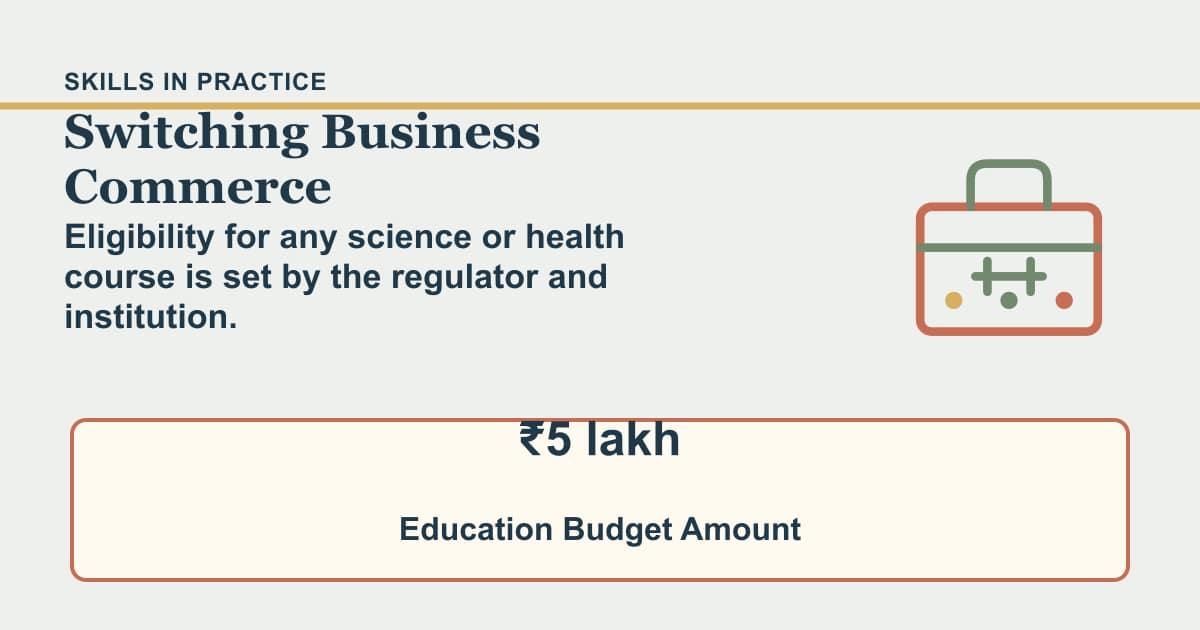 SKILLS IN PRACTICE
Switching Business
Commerce
Eligibility for any science or health
course is set by the regulator and
institution.
₹5 lakh
Education Budget Amount